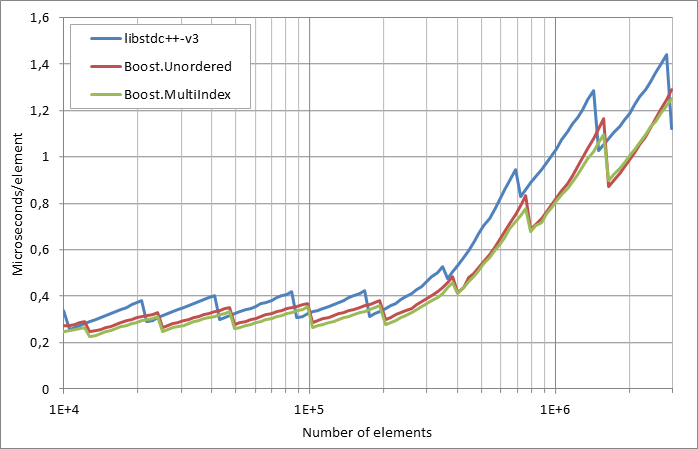 1,6
1,4
1,2
1
0,8
0,6
0,4
0,2
0
Microseconds/element
libstdc++-v3
Boost.Unordered
Boost.MultiIndex
1E+4
1E+5
1E+6
Number of elements